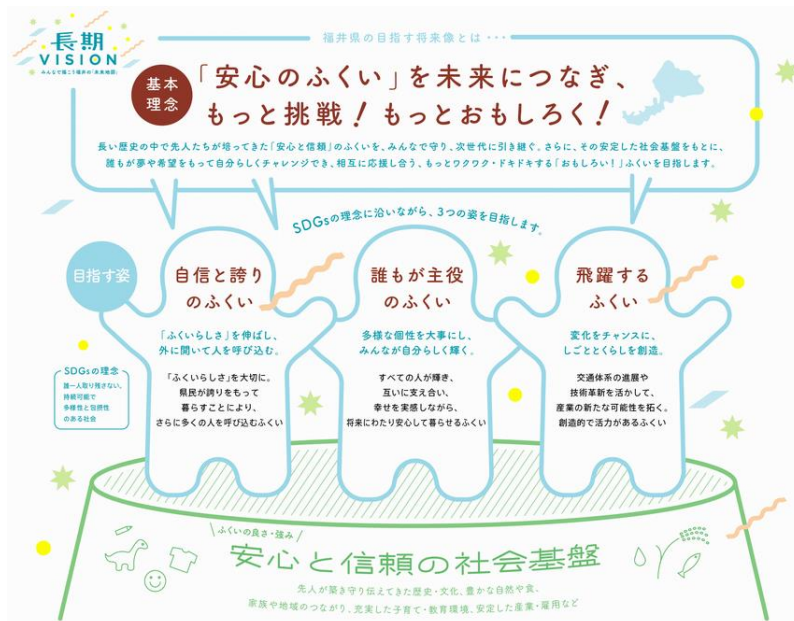 長期
VISION
みんなで描こう福井の「未来地図」
福井県の目指す将来像とは・・・
基本
理念
「安心のふくい」を未来につなぎ、
もっと挑戦！もっとおもしろく！
長い歴史の中で先人たちが培ってきた「安心と信頼」のふくいを、みんなで守り、次世代に引き継ぐ。さらに、その安定した社会基盤をもとに、
誰もが夢や希望をもって自分らしくチャレンジでき、相互に応援し合う、もっとワクワク・ドキドキする「おもしろい！」ふくいを目指します。
SDGsの理念に沿いながら、3つの姿を目指します。
目指す姿
自信と誇り
のふくい
「ふくいらしさ」を伸ばし、
外に開いて人を呼び込む。
「ふくいらしさ」を大切に。
県民が誇りをもって
暮らすことにより、
さらに多くの人を呼び込むふくい
誰もが主役
のふくい
多様な個性を大事にし、
みんなが自分らしく輝く。
すべての人が輝き、
互いに支え合い、
幸せを実感しながら、
将来にわたり安心して暮らせるふくい
飛躍する
ふくい
変化をチャンスに、
しごととくらしを創造。
交通体系の進展や
技術革新を活かして、
産業の新たな可能性を拓く。
創造的で活力があるふくい
SDGsの理念
誰一人取り残さない、
持続可能で
多様性と包摂性
のある社会
ふくいの良さ・強み
安心と信頼の社会基盤
先人が築き守り伝えてきた歴史・文化、豊かな自然や食、
家族や地域のつながり、充実した子育て・教育環境、安定した産業・雇用など